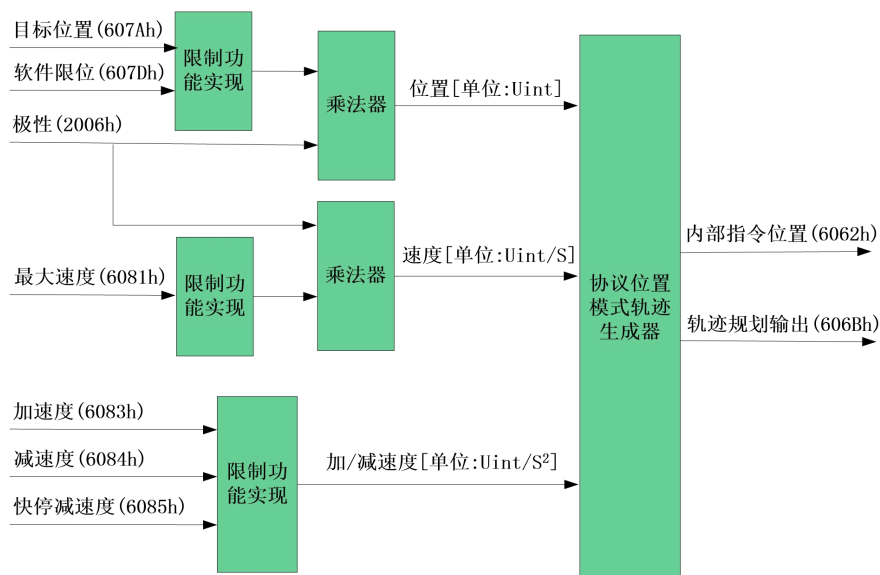 目标位置(607Ah)
软件限位(607Dh)
极性(2006h)
限制功
能实现
乘法器
位置[单位:Uint]
最大速度(6081h)
限制功
能实现
乘法器
速度[单位:Uint/S]
加速度(6083h)
减速度(6084h)
快停减速度(6085h)
限制功
能实现
加/减速度[单位:Uint/S²]
协议位置
模式轨迹
生成器
内部指令位置(6062h)
轨迹规划输出(606Bh)